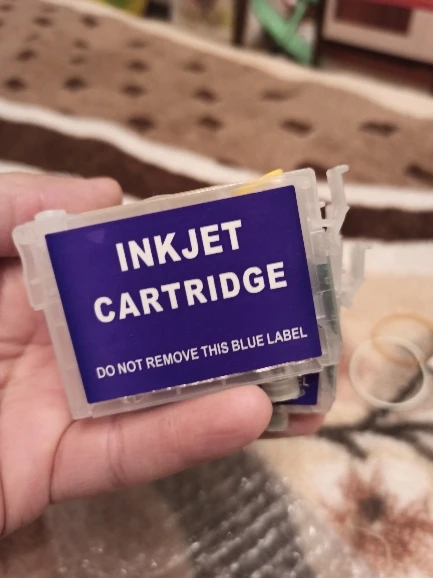 INKJET
CARTRIDGE
DO NOT REMOVE THIS BLUE LABEL